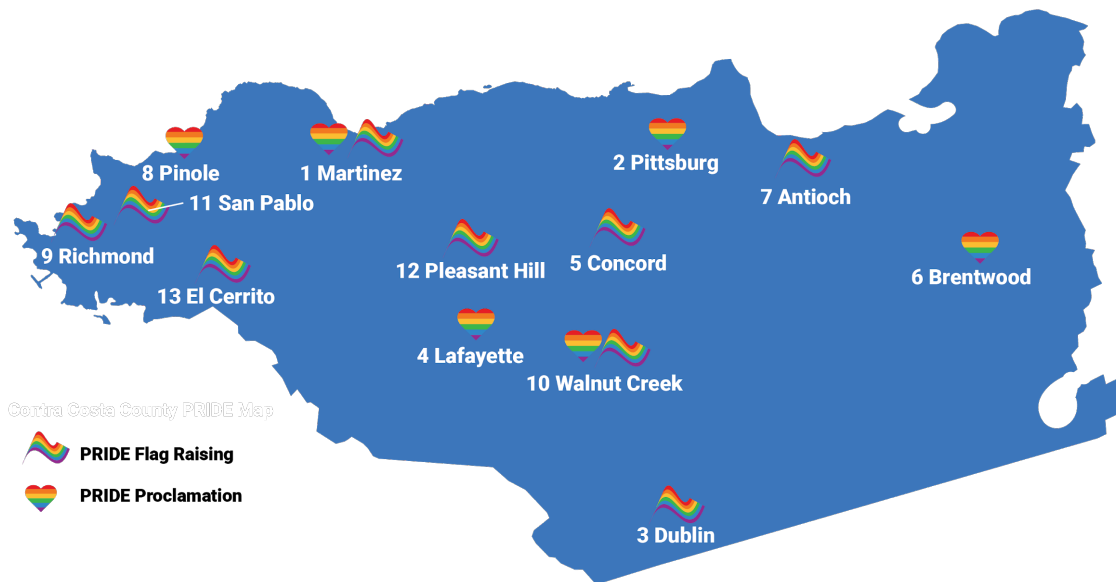 2 Pittsburg
8 Pinole
1 Martinez
7 Antioch
11 San Pablo
9 Richmond
12 Pleasant Hill
5 Concord
6 Brentwood
13 El Cerrito
4 Lafayette
10 Walnut Creek
Contra Costa County PRIDE Map
PRIDE Flag Raising
PRIDE Proclamation
3 Dublin